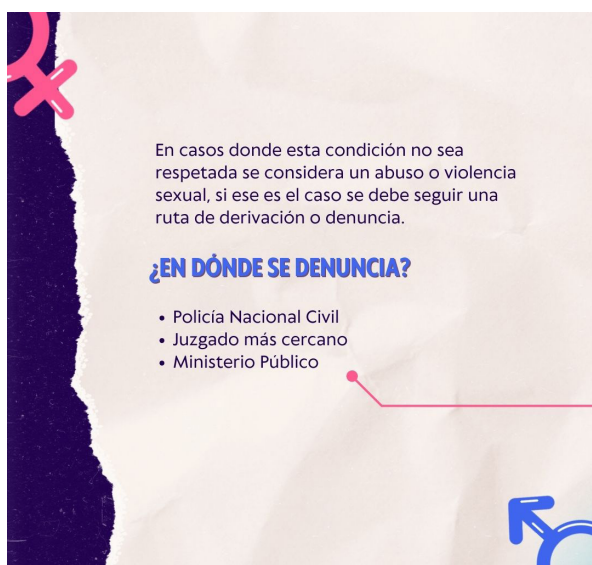 En casos donde esta condición no sea
respetada se considera un abuso o violencia
sexual, si ese es el caso se debe seguir una
ruta de derivación o denuncia.
¿EN DÓNDE SE DENUNCIA?
• Policía Nacional Civil
• Juzgado más cercano
• Ministerio Público